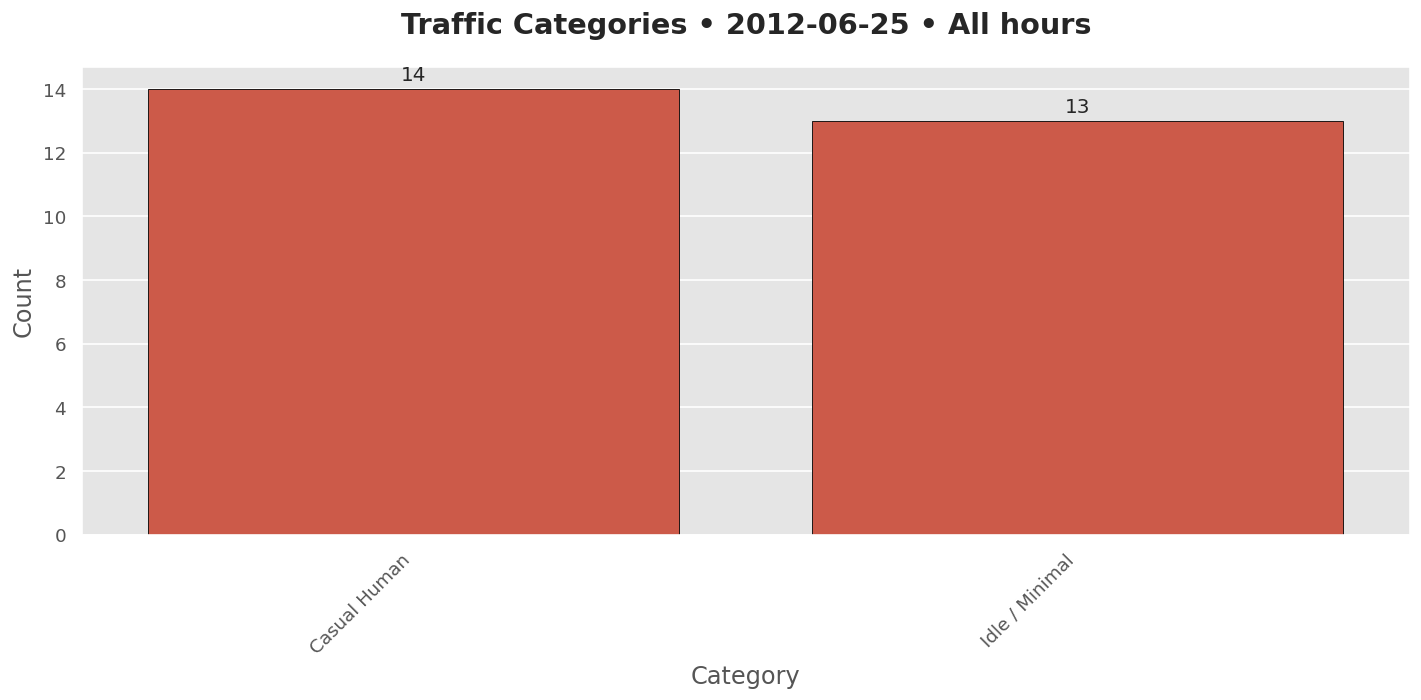 Traffic Categories • 2012-06-25 • All hours
14
13
14
12
10
8
6
4
2
0
Count
Casual Human
Idle / Minimal
Category